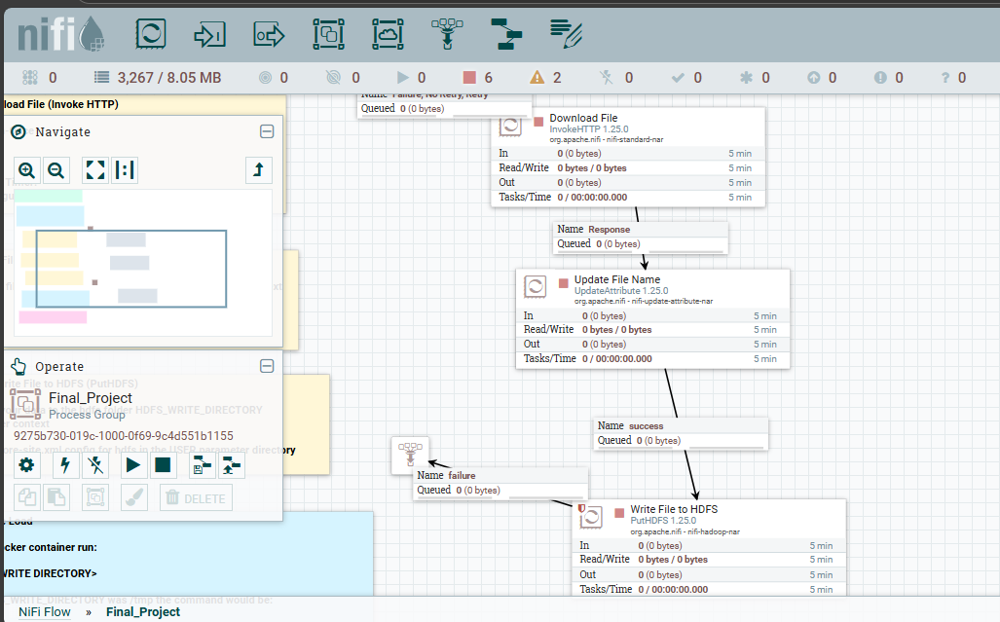 nifi
0
3,267 / 8.05 MB
0
0
0
6
2
0
0
0
0
0
0
load File (Invoke HTTP)
Navigate
Operate
Write File to HDFS (PutHDFS)
Final_Project
Process Group
the hdfs folder HDFS_WRITE_DIRECTORY
context
9275b730-019c-1000-0f69-9c4d551b1155
core-site.xml config for hdfs in the USER parameter directory
DELETE
Load
cker container run:
WRITE DIRECTORY>
S_WRITE_DIRECTORY was /tmp the command would be:
Name Failure, No Retry, Retry
Queued 0 (0 bytes)
Download File
InvokeHTTP 1.25.0
org.apache.nifi - nifi-standard-nar
In 0 (0 bytes) 5 min
Read/Write 0 bytes / 0 bytes 5 min
Out 0 (0 bytes) 5 min
Tasks/Time 0 / 00:00:00.000 5 min
Name Response
Queued 0 (0 bytes)
Update File Name
UpdateAttribute 1.25.0
org.apache.nifi - nifi-update-attribute-nar
In 0 (0 bytes) 5 min
Read/Write 0 bytes / 0 bytes 5 min
Out 0 (0 bytes) 5 min
Tasks/Time 0 / 00:00:00.000 5 min
Name success
Queued 0 (0 bytes)
Name failure
Queued 0 (0 bytes)
Write File to HDFS
PutHDFS 1.25.0
org.apache.nifi - nifi-hadoop-nar
In 0 (0 bytes) 5 min
Read/Write 0 bytes / 0 bytes 5 min
Out 0 (0 bytes) 5 min
Tasks/Time 0 / 00:00:00.000 5 min
NiFi Flow » Final_Project